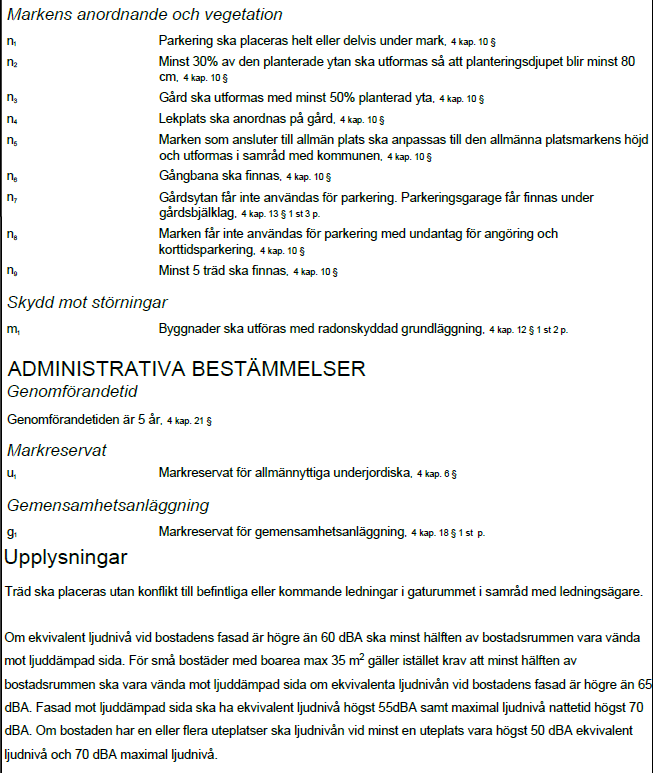 Markens anordnande och vegetation
n₁ Parkering ska placeras helt eller delvis under mark, 4 kap. 10 §
n₂ Minst 30% av den planterade ytan ska utformas så att planteringsdjupet blir minst 80
cm, 4 kap. 10 §
n₃ Gård ska utformas med minst 50% planterad yta, 4 kap. 10 §
n₄ Lekplats ska anordnas på gård, 4 kap. 10 §
n₅ Marken som ansluter till allmän plats ska anpassas till den allmänna platsmarkens höjd
och utformas i samråd med kommunen, 4 kap. 10 §
n₆ Gångbana ska finnas, 4 kap. 10 §
n₇ Gårdsytan får inte användas för parkering. Parkeringsgarage får finnas under
gårdsbjälklag, 4 kap. 13 § 1 st 3 p.
n₈ Marken får inte användas för parkering med undantag för angöring och
korttidsparkering, 4 kap. 10 §
n₉ Minst 5 träd ska finnas, 4 kap. 10 §
Skydd mot störningar
m₁ Byggnader ska utföras med radonskyddad grundläggning, 4 kap. 12 § 1 st 2 p.
ADMINISTRATIVA BESTÄMMELSER
Genomförandetid
Genomförandetiden är 5 år, 4 kap. 21 §
Markreservat
u₁ Markreservat för allmännyttiga underjordiska, 4 kap. 6 §
Gemensamhetsanläggning
g₁ Markreservat för gemensamhetsanläggning, 4 kap. 18 § 1 st p.
Upplysningar
Träd ska placeras utan konflikt till befintliga eller kommande ledningar i gaturummet i samråd med ledningsägare.
Om ekvivalent ljudnivå vid bostadens fasad är högre än 60 dBA ska minst hälften av bostadsrummen vara vända
mot ljuddämpad sida. För små bostäder med boarea max 35 m² gäller istället krav att minst hälften av
bostadsrummen ska vara vända mot ljuddämpad sida om ekvivalenta ljudnivån vid bostadens fasad är högre än 65
dBA. Fasad mot ljuddämpad sida ska ha ekvivalent ljudnivå högst 55dBA samt maximal ljudnivå nattetid högst 70
dBA. Om bostaden har en eller flera uteplatser ska ljudnivån vid minst en uteplats vara högst 50 dBA ekvivalent
ljudnivå och 70 dBA maximal ljudnivå.